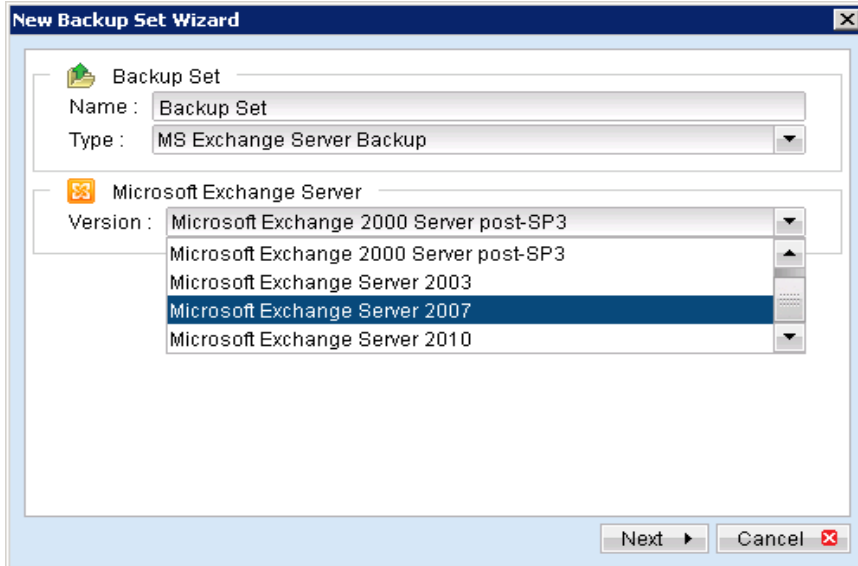 New Backup Set Wizard
Backup Set
Name : Backup Set
Type : MS Exchange Server Backup
Microsoft Exchange Server
Version : Microsoft Exchange 2000 Server post-SP3
Microsoft Exchange 2000 Server post-SP3
Microsoft Exchange Server 2003
Microsoft Exchange Server 2007
Microsoft Exchange Server 2010
Next Cancel